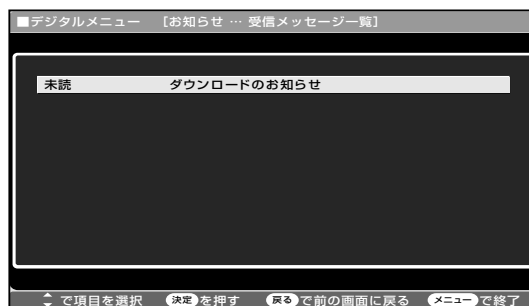 ■デジタルメニュー [お知らせ … 受信メッセージ一覧]
未読 ダウンロードのお知らせ
で項目を選択 決定を押す 戻るで前の画面に戻る メニューで終了